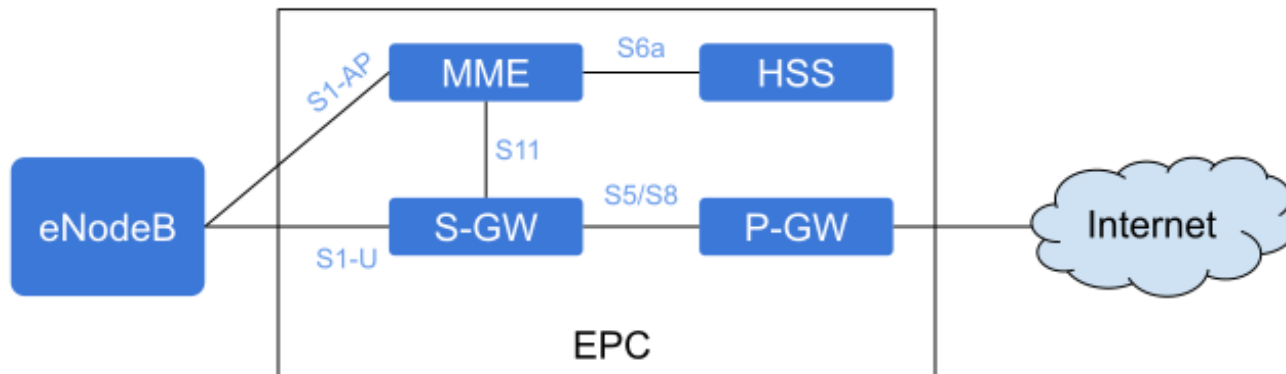 S1-AP
MME
S6a
HSS
S11
eNodeB
S1-U
S-GW
S5/S8
P-GW
Internet
EPC